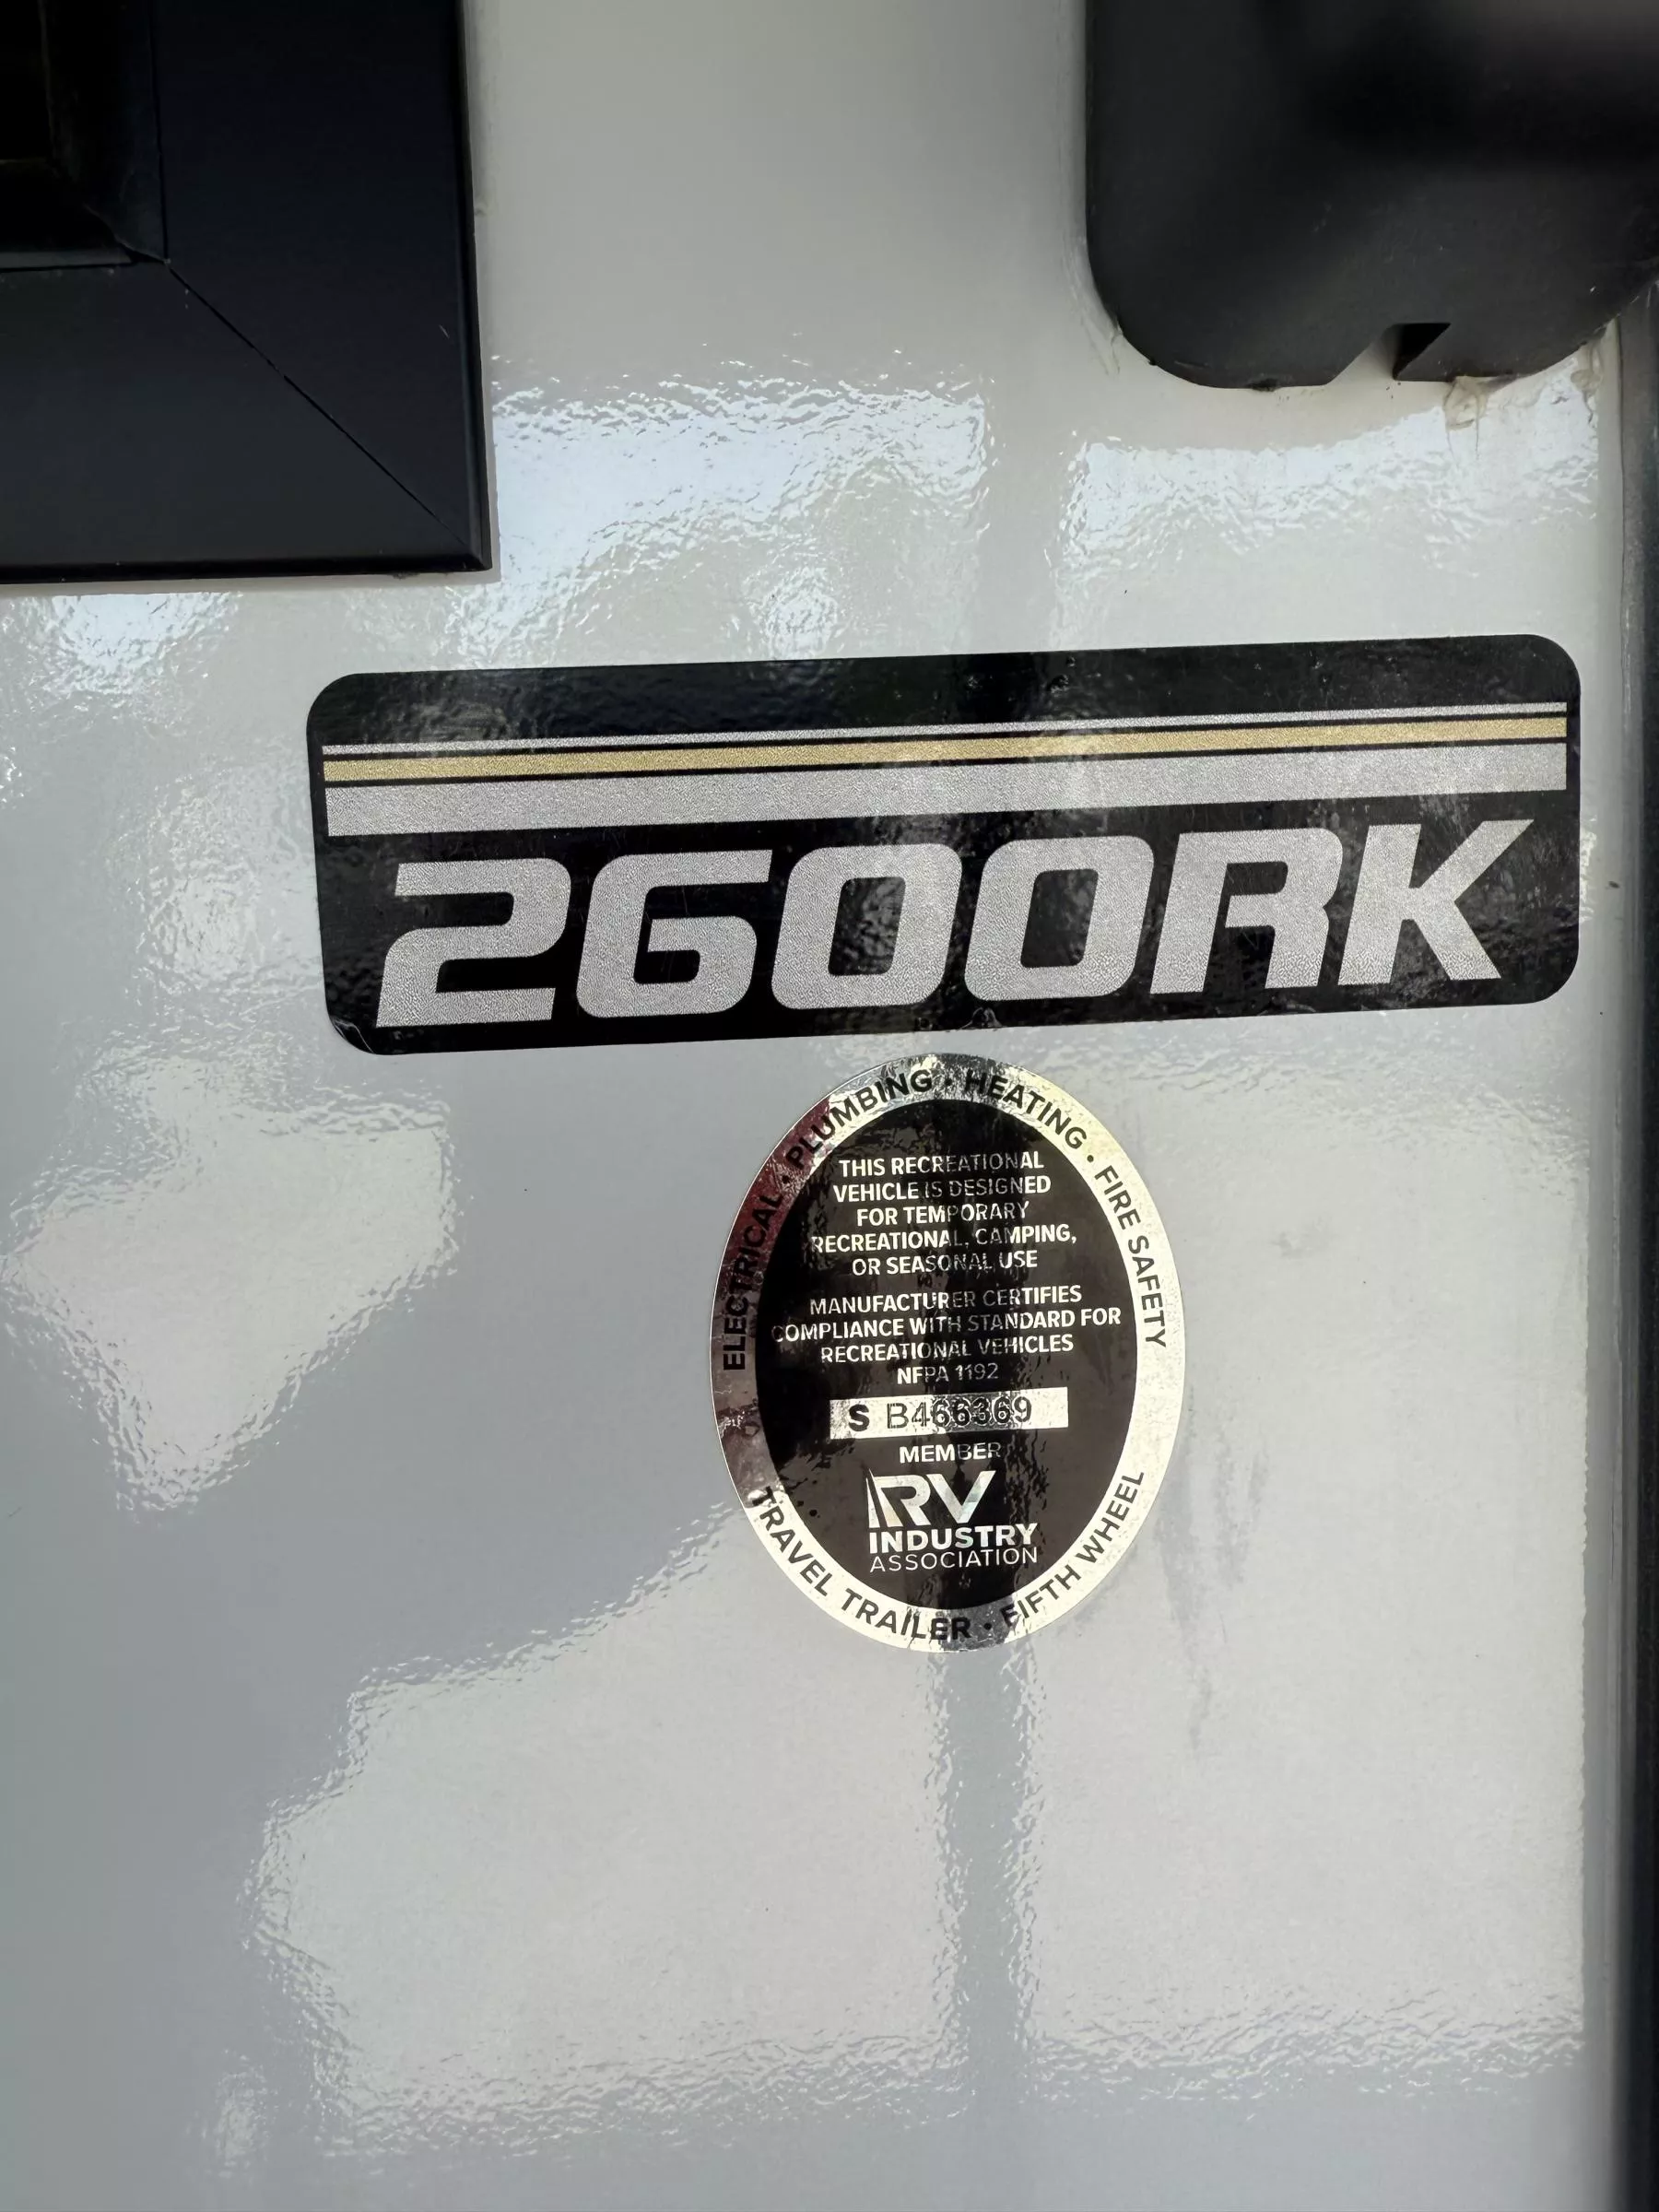 2600RK
ELECTRICAL · PLUMBING · HEATING · FIRE SAFETY
THIS RECREATIONAL
VEHICLE IS DESIGNED
FOR TEMPORARY
RECREATIONAL, CAMPING,
OR SEASONAL USE
MANUFACTURER CERTIFIES
COMPLIANCE WITH STANDARD FOR
RECREATIONAL VEHICLES
NFPA 1192
S B466369
MEMBER
RV
INDUSTRY
ASSOCIATION
TRAVEL TRAILER · FIFTH WHEEL